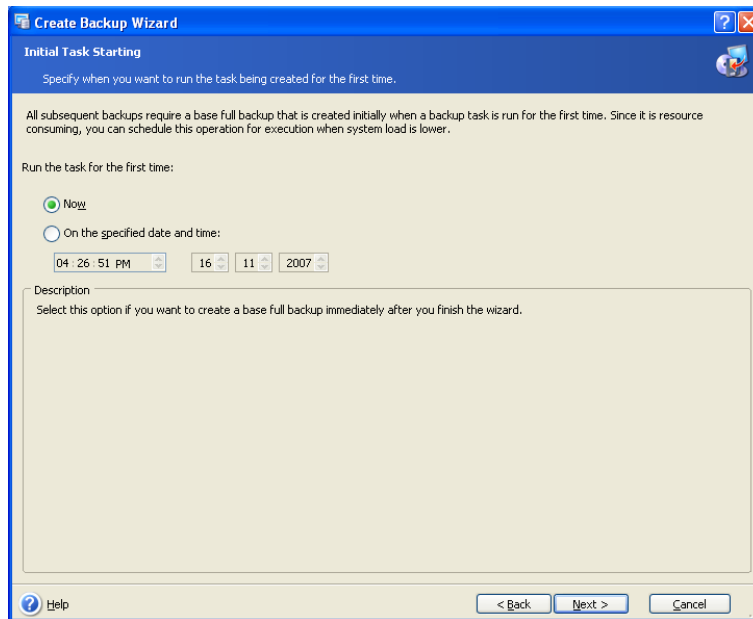 Create Backup Wizard
Initial Task Starting
Specify when you want to run the task being created for the first time.
All subsequent backups require a base full backup that is created initially when a backup task is run for the first time. Since it is resource
consuming, you can schedule this operation for execution when system load is lower.
Run the task for the first time:
Now
On the specified date and time:
04 : 26 : 51 PM 16 11 2007
Description
Select this option if you want to create a base full backup immediately after you finish the wizard.
Help < Back Next > Cancel